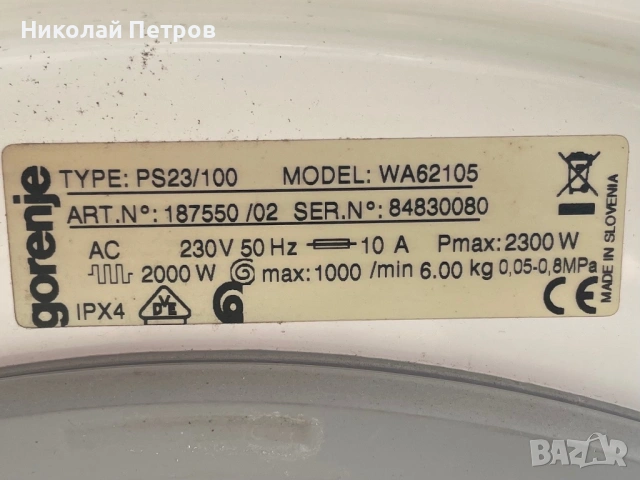 Николай Петров
gorenje
TYPE: PS23/100 MODEL: WA62105
ART.N°: 187550 /02 SER.N°: 84830080
AC 230V 50 Hz 10 A Pmax: 2300 W
2000 W max: 1000 /min 6.00 kg 0,05-0,8MPa
IPX4 DVE CE
MADE IN SLOVENIA
BAZAR